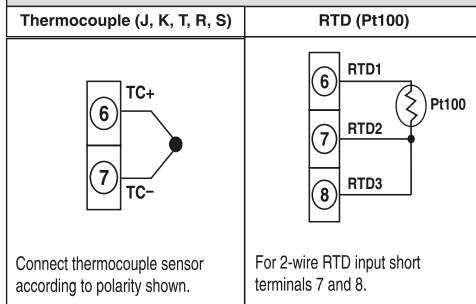 Thermocouple (J, K, T, R, S)
RTD (Pt100)
6
TC+
7
TC–
Connect thermocouple sensor
according to polarity shown.
6
RTD1
Pt100
7
RTD2
8
RTD3
For 2-wire RTD input short
terminals 7 and 8.